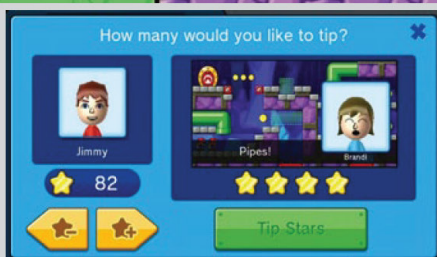 How many would you like to tip?
Jimmy
82
Pipes!
Brandi
Tip Stars